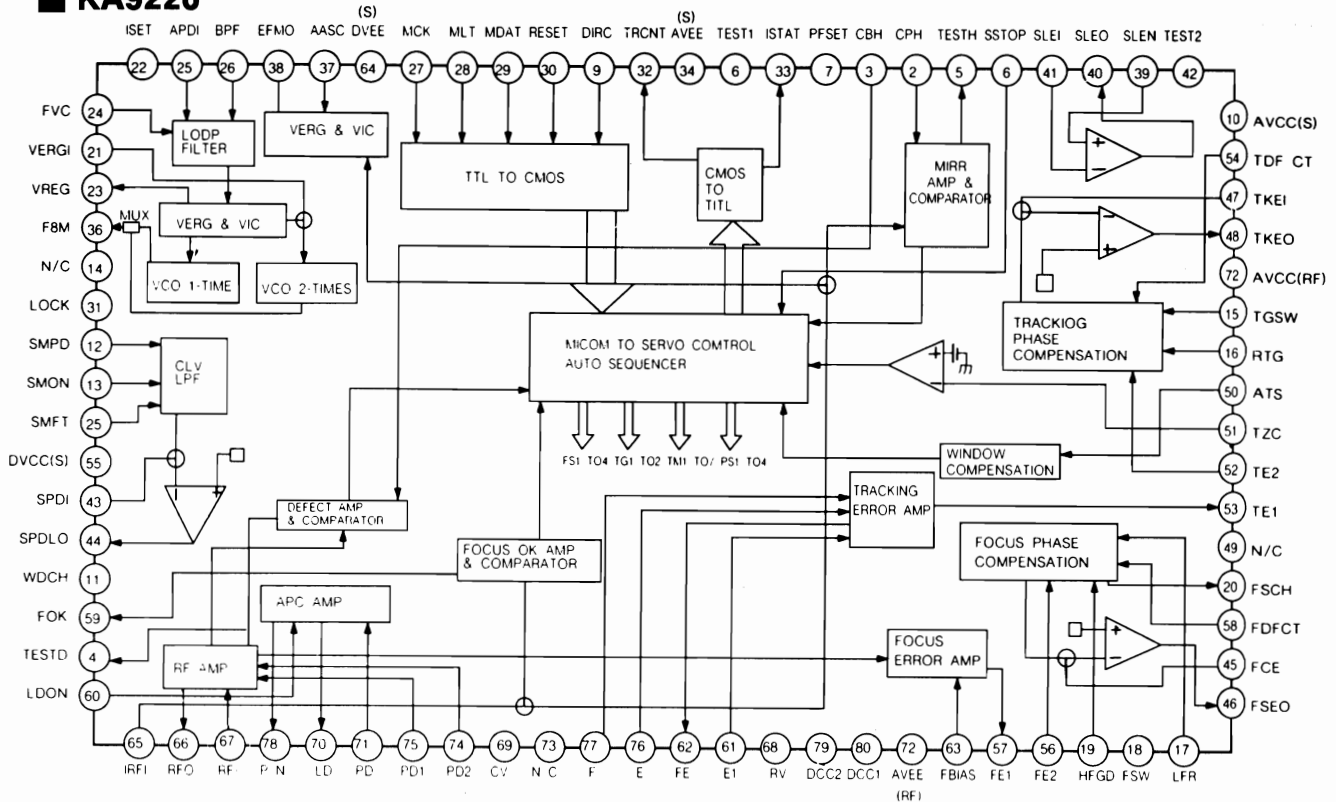 ■ KA9220
(S) (S)
ISET APDI BPF EFMO AASC DVEE MCK MLT MDAT RESET DIRC TRCNT AVEE TEST1 ISTAT PFSET CBH CPH TESTH SSTOP SLEI SLEO SLEN TEST2
22 25 26 38 37 64 27 28 29 30 9 32 34 6 33 7 3 2 5 6 41 40 39 42
FVC 24
VERGI 21
VREG 23
F8M 36
N/C 14
LOCK 31
SMPD 12
SMON 13
SMFT 25
DVCC(S) 55
SPDI 43
SPDLO 44
WDCH 11
FOK 59
TESTD 4
LDON 60
LODP
FILTER
VERG & VIC
VERG & VIC
MUX
VCO 1-TIME
VCO 2-TIMES
CLV
LPF
TTL TO CMOS
CMOS
TO
TITL
MIRR
AMP &
COMPARATOR
MICOM TO SERVO COMTROL
AUTO SEQUENCER
FS1 TO4 TG1 TO2 TM1 TO/ PS1 TO4
DEFECT AMP
& COMPARATOR
FOCUS OK AMP
& COMPARATOR
APC AMP
RF AMP
TRACKING
ERROR AMP
WINDOW
COMPENSATION
TRACKIOG
PHASE
COMPENSATION
FOCUS PHASE
COMPENSATION
FOCUS
ERROR AMP
+
−
10 AVCC(S)
54 TDF CT
47 TKEI
48 TKEO
72 AVCC(RF)
15 TGSW
16 RTG
50 ATS
51 TZC
52 TE2
53 TE1
49 N/C
20 FSCH
58 FDFCT
45 FCE
46 FSEO
65 66 67 78 70 71 75 74 69 73 77 76 62 61 68 79 80 72 63 57 56 19 18 17
IRFI RFO RF- P N LD PD PD1 PD2 CV N C F E FE E1 RV DCC2 DCC1 AVEE FBIAS FE1 FE2 HFGD FSW LFR
(RF)